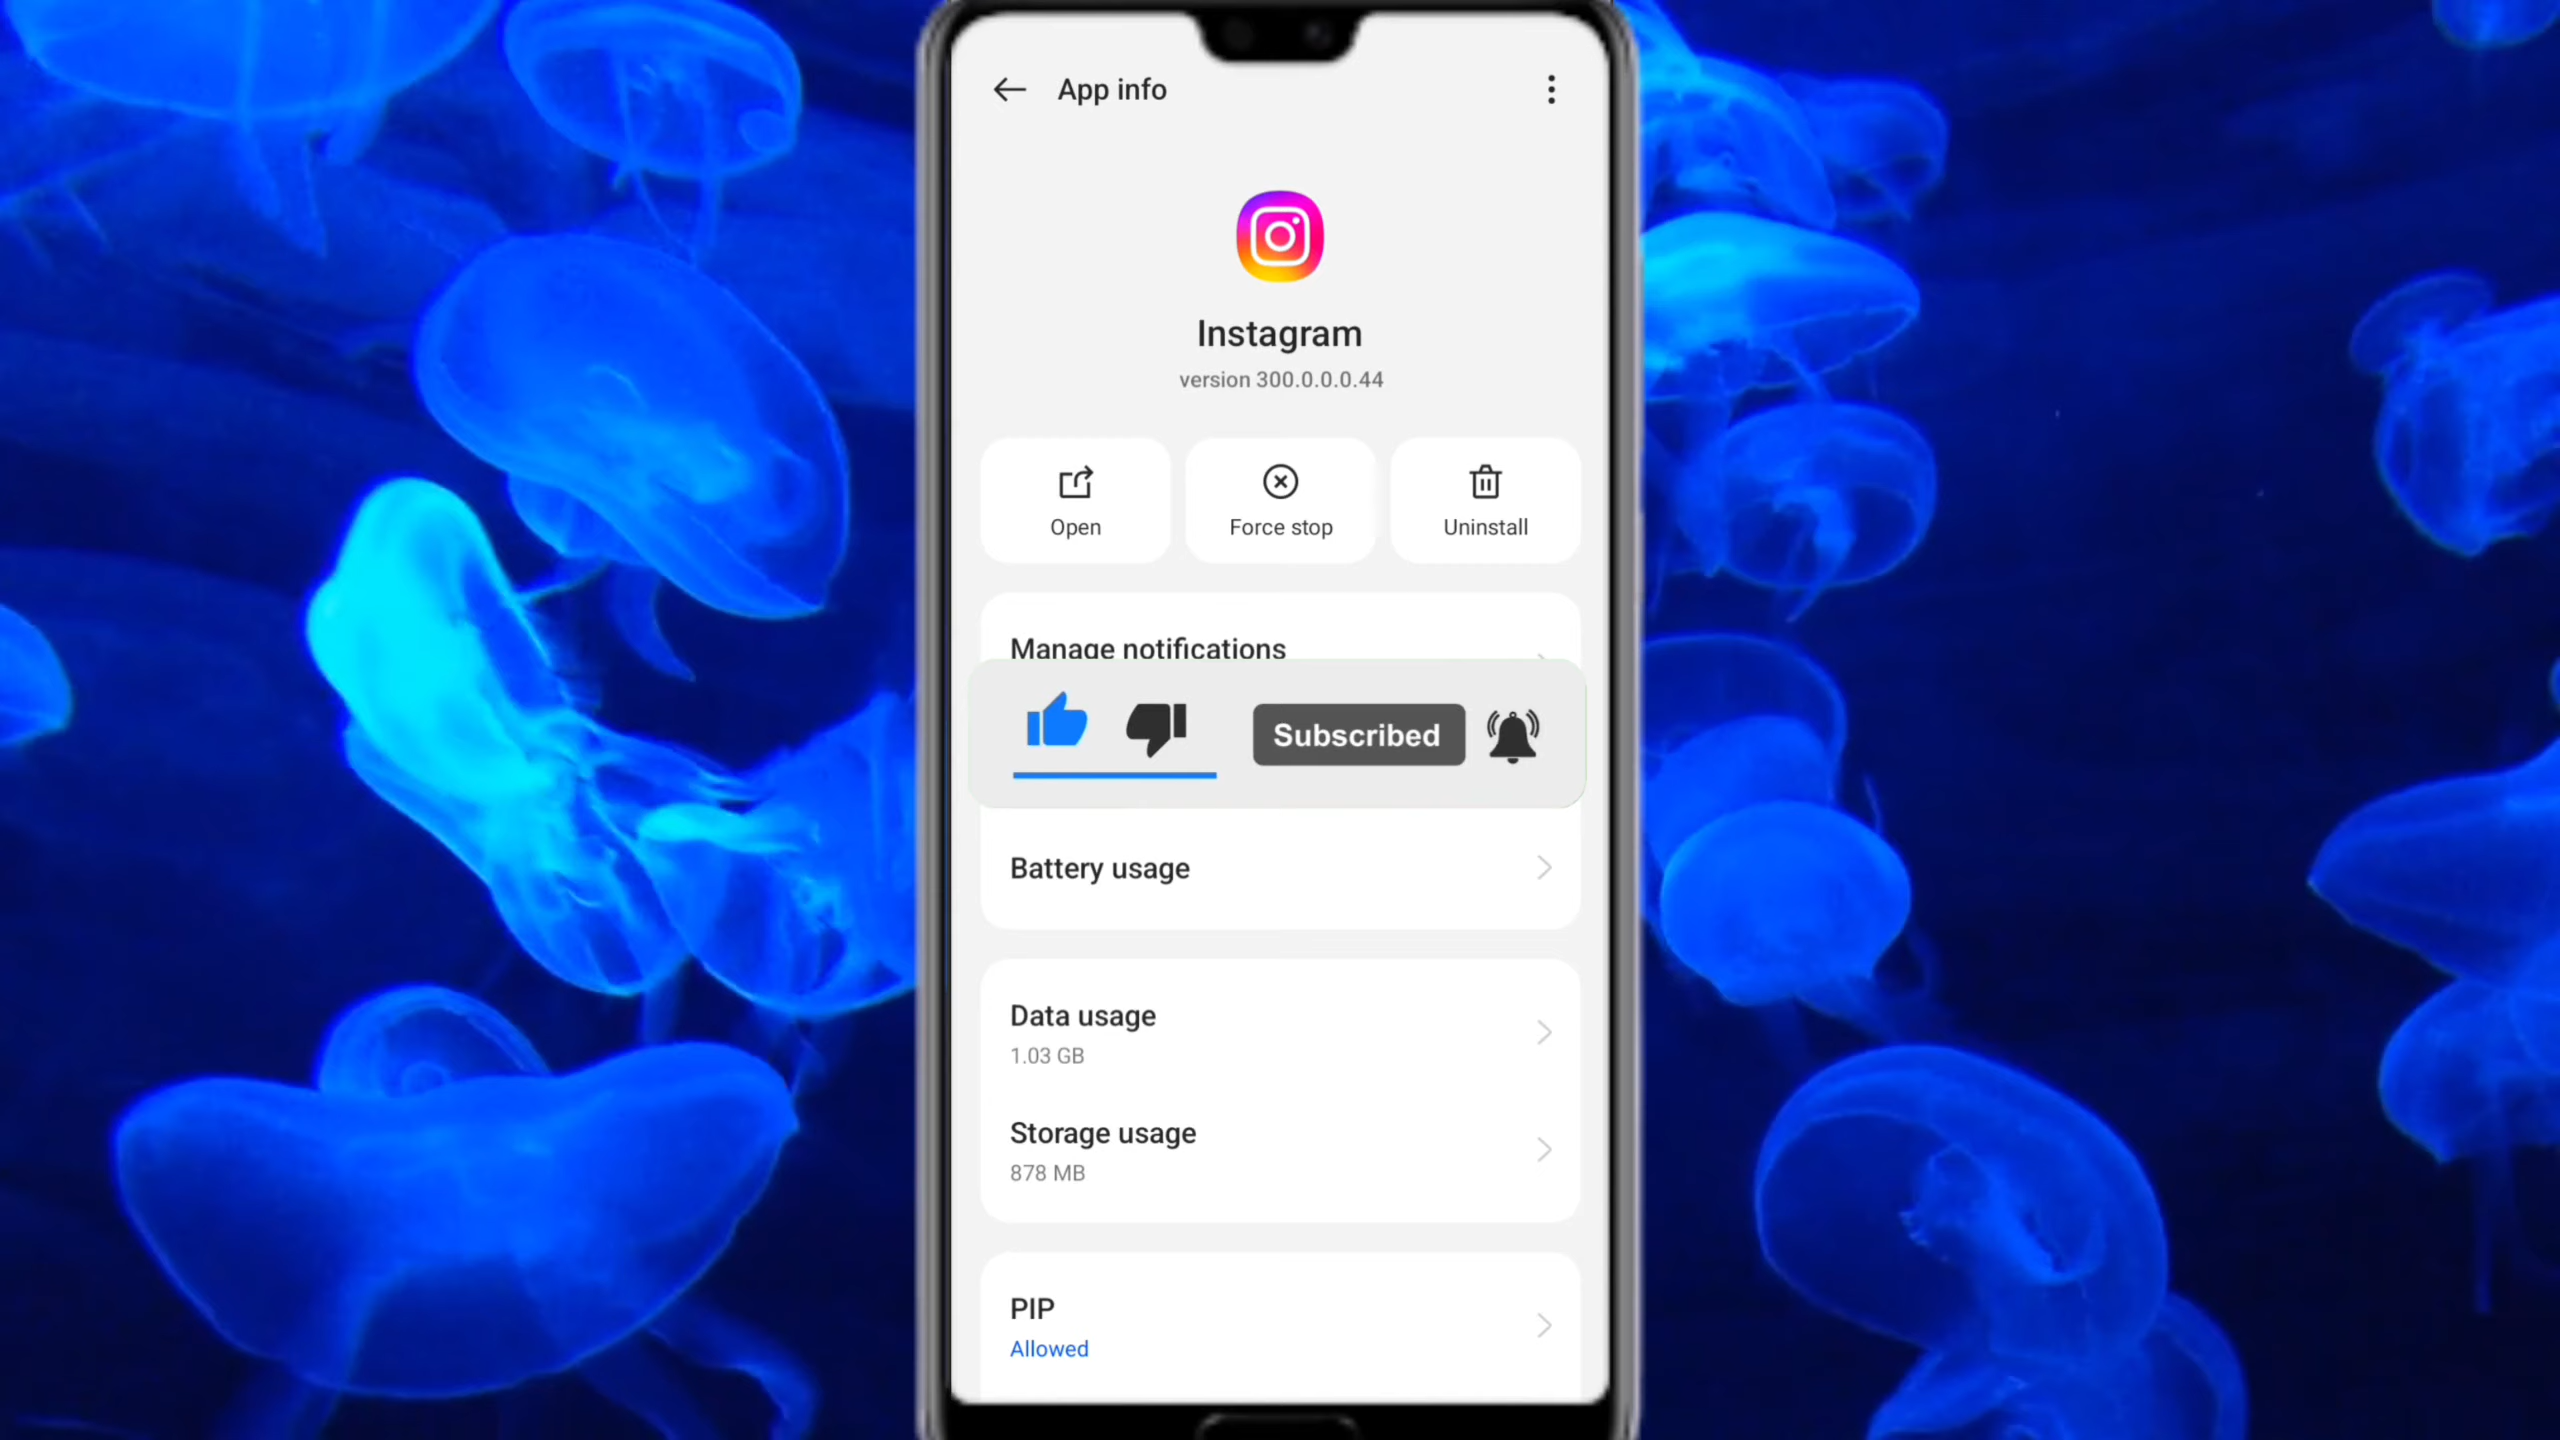 App info
Instagram
version 300.0.0.0.44
Open
Force stop
Uninstall
Manage notifications
Subscribed
Battery usage
Data usage
1.03 GB
Storage usage
878 MB
PIP
Allowed